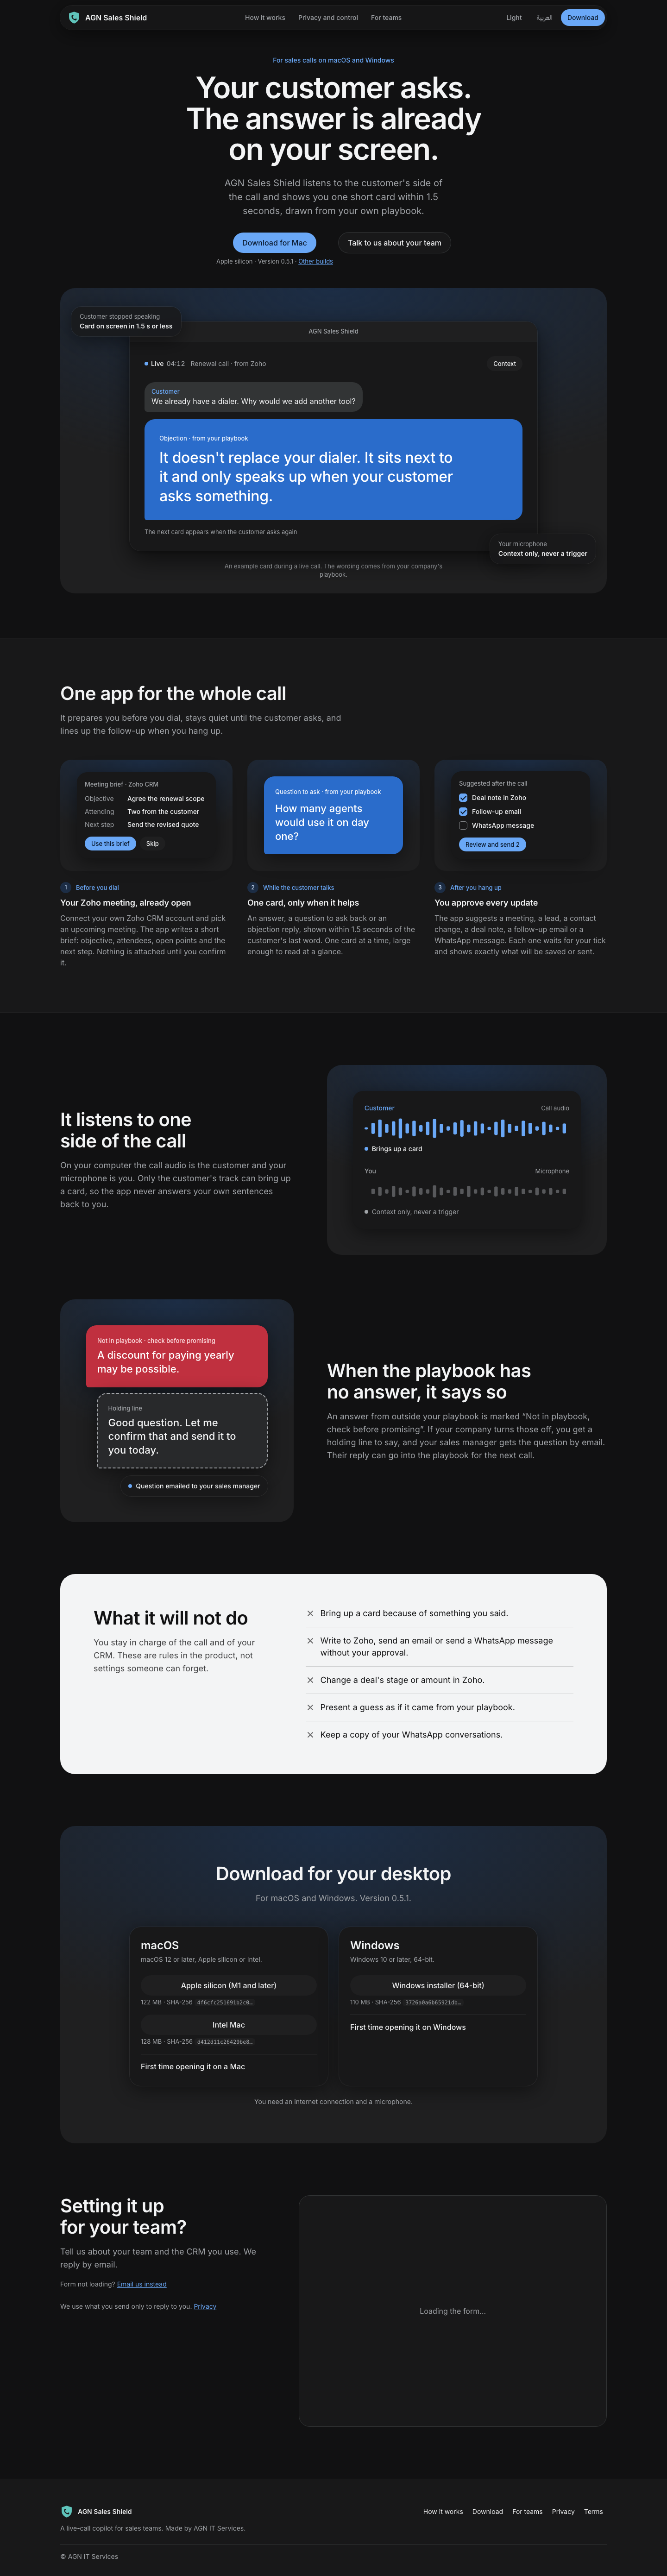 AGN Sales Shield
How it works
Privacy and control
For teams
Light
العربية
Download
For sales calls on macOS and Windows
Your customer asks.
The answer is already
on your screen.
AGN Sales Shield listens to the customer's side of
the call and shows you one short card within 1.5
seconds, drawn from your own playbook.
Download for Mac
Talk to us about your team
Apple silicon · Version 0.5.1 · Other builds
Customer stopped speaking
Card on screen in 1.5 s or less
AGN Sales Shield
Live 04:12 Renewal call · from Zoho
Context
Customer
We already have a dialer. Why would we add another tool?
Objection · from your playbook
It doesn't replace your dialer. It sits next to
it and only speaks up when your customer
asks something.
The next card appears when the customer asks again
Your microphone
Context only, never a trigger
An example card during a live call. The wording comes from your company's
playbook.
One app for the whole call
It prepares you before you dial, stays quiet until the customer asks, and
lines up the follow-up when you hang up.
Meeting brief · Zoho CRM
Objective Agree the renewal scope
Attending Two from the customer
Next step Send the revised quote
Use this brief
Skip
1 Before you dial
Your Zoho meeting, already open
Connect your own Zoho CRM account and pick
an upcoming meeting. The app writes a short
brief: objective, attendees, open points and the
next step. Nothing is attached until you confirm
it.
Question to ask · from your playbook
How many agents
would use it on day
one?
2 While the customer talks
One card, only when it helps
An answer, a question to ask back or an
objection reply, shown within 1.5 seconds of the
customer's last word. One card at a time, large
enough to read at a glance.
Suggested after the call
Deal note in Zoho
Follow-up email
WhatsApp message
Review and send 2
3 After you hang up
You approve every update
The app suggests a meeting, a lead, a contact
change, a deal note, a follow-up email or a
WhatsApp message. Each one waits for your tick
and shows exactly what will be saved or sent.
It listens to one
side of the call
On your computer the call audio is the customer and your
microphone is you. Only the customer's track can bring up
a card, so the app never answers your own sentences
back to you.
Customer
Call audio
Brings up a card
You
Microphone
Context only, never a trigger
Not in playbook · check before promising
A discount for paying yearly
may be possible.
Holding line
Good question. Let me
confirm that and send it to
you today.
Question emailed to your sales manager
When the playbook has
no answer, it says so
An answer from outside your playbook is marked “Not in playbook,
check before promising”. If your company turns those off, you get a
holding line to say, and your sales manager gets the question by email.
Their reply can go into the playbook for the next call.
What it will not do
You stay in charge of the call and of your
CRM. These are rules in the product, not
settings someone can forget.
Bring up a card because of something you said.
Write to Zoho, send an email or send a WhatsApp message
without your approval.
Change a deal's stage or amount in Zoho.
Present a guess as if it came from your playbook.
Keep a copy of your WhatsApp conversations.
Download for your desktop
For macOS and Windows. Version 0.5.1.
macOS
macOS 12 or later, Apple silicon or Intel.
Apple silicon (M1 and later)
122 MB · SHA-256 4f6cfc251691b2c0…
Intel Mac
128 MB · SHA-256 d412d11c26429be8…
First time opening it on a Mac
Windows
Windows 10 or later, 64-bit.
Windows installer (64-bit)
110 MB · SHA-256 3726a0a6b65921db…
First time opening it on Windows
You need an internet connection and a microphone.
Setting it up
for your team?
Tell us about your team and the CRM you use. We
reply by email.
Form not loading? Email us instead
We use what you send only to reply to you. Privacy
Loading the form…
AGN Sales Shield
A live-call copilot for sales teams. Made by AGN IT Services.
How it works
Download
For teams
Privacy
Terms
© AGN IT Services